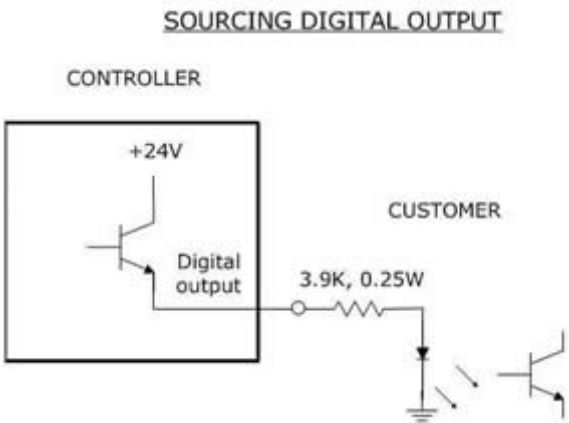 SOURCING DIGITAL OUTPUT
CONTROLLER
+24V
CUSTOMER
Digital
output
3.9K, 0.25W